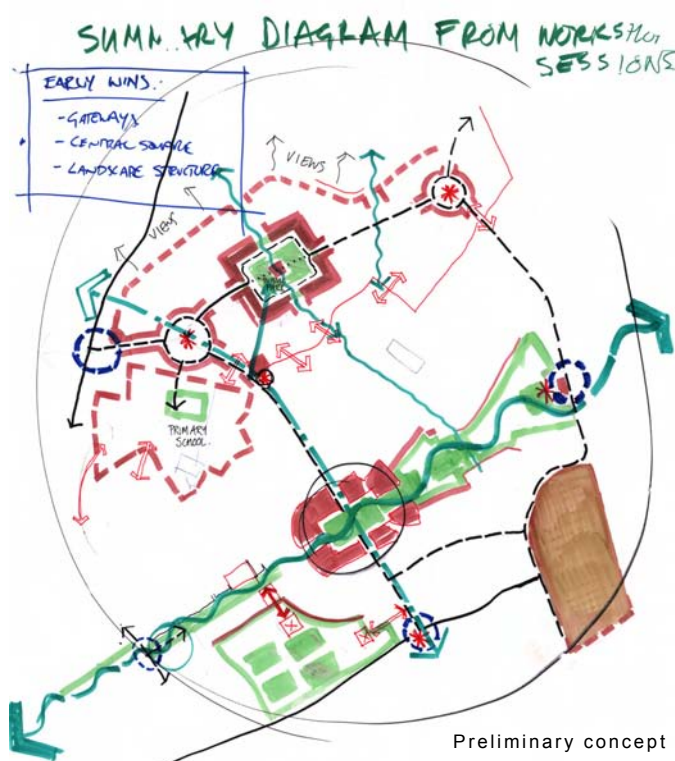 SUMMARY DIAGRAM FROM WORKSHOP
SESSIONS
EARLY WINS.
- GATEWAYS
- CENTRAL SQUARE
- LANDSCAPE STRUCTURE
VIEWS
VIEW
PRIMARY
SCHOOL.
Preliminary concept